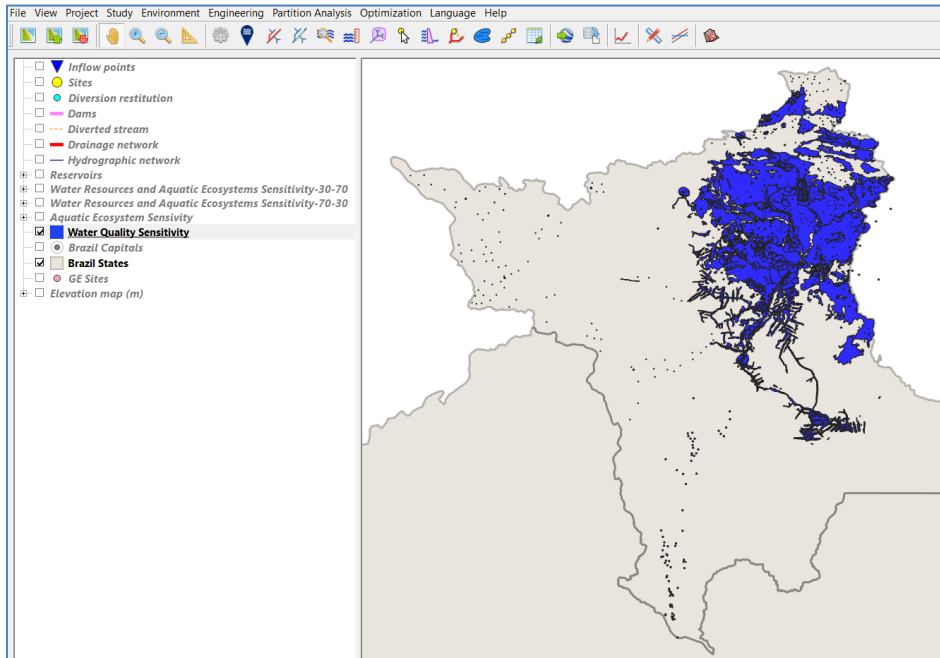 File View Project Study Environment Engineering Partition Analysis Optimization Language Help
Inflow points
Sites
Diversion restitution
Dams
Diverted stream
Drainage network
Hydrographic network
Reservoirs
Water Resources and Aquatic Ecosystems Sensitivity-30-70
Water Resources and Aquatic Ecosystems Sensitivity-70-30
Aquatic Ecosystem Sensivity
Water Quality Sensitivity
Brazil Capitals
Brazil States
GE Sites
Elevation map (m)